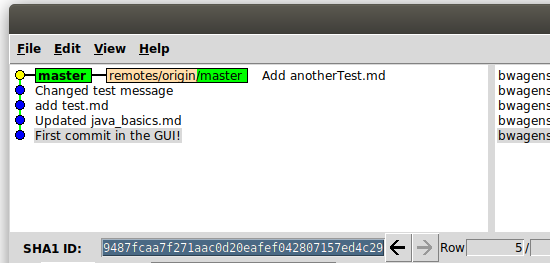 File Edit View Help
master remotes/origin/master Add anotherTest.md bwagens
Changed test message bwagens
add test.md bwagens
Updated java_basics.md bwagens
First commit in the GUI! bwagens
SHA1 ID: 9487fcaa7f271aac0d20eafef042807157ed4c29 Row 5 /